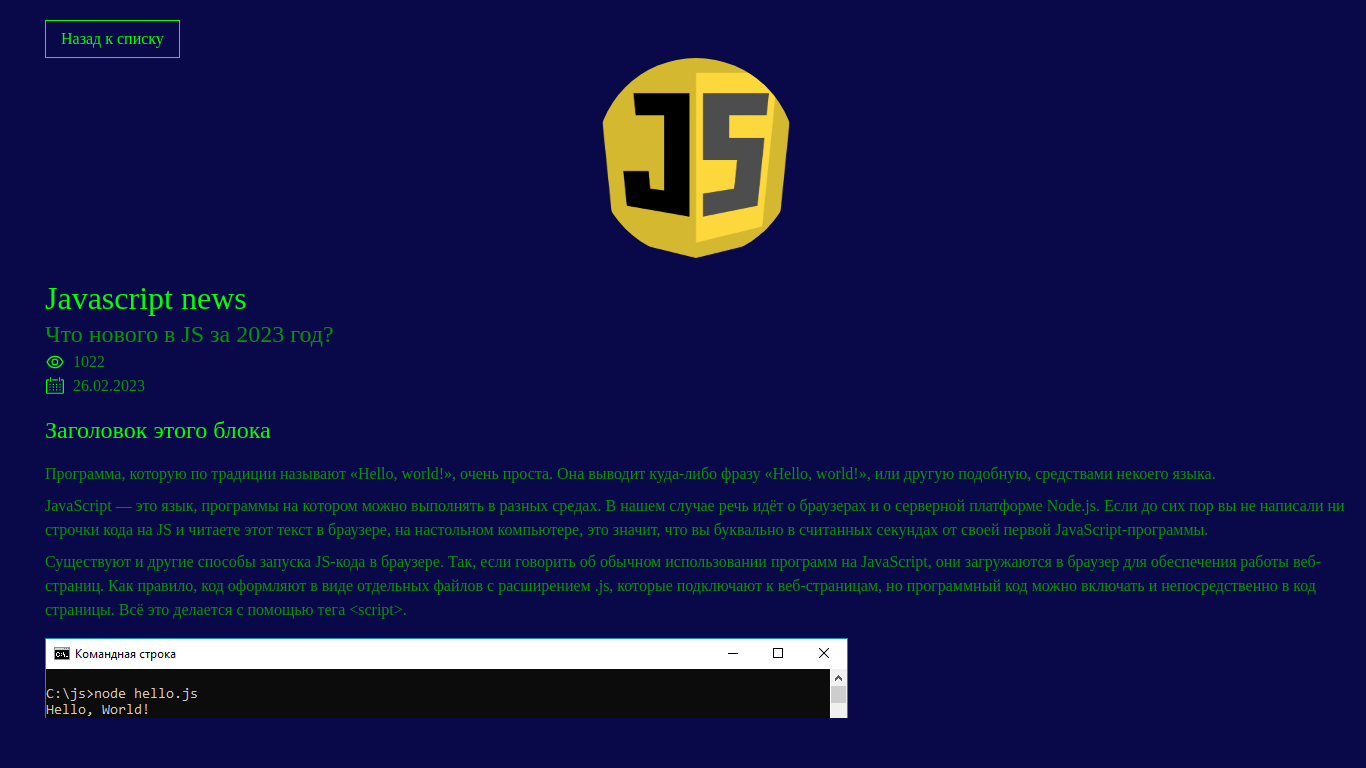 Назад к списку
JS
Javascript news
Что нового в JS за 2023 год?
1022
26.02.2023
Заголовок этого блока
Программа, которую по традиции называют «Hello, world!», очень проста. Она выводит куда-либо фразу «Hello, world!», или другую подобную, средствами некоего языка.
JavaScript — это язык, программы на котором можно выполнять в разных средах. В нашем случае речь идёт о браузерах и о серверной платформе Node.js. Если до сих пор вы не написали ни
строчки кода на JS и читаете этот текст в браузере, на настольном компьютере, это значит, что вы буквально в считанных секундах от своей первой JavaScript-программы.
Существуют и другие способы запуска JS-кода в браузере. Так, если говорить об обычном использовании программ на JavaScript, они загружаются в браузер для обеспечения работы веб-
страниц. Как правило, код оформляют в виде отдельных файлов с расширением .js, которые подключают к веб-страницам, но программный код можно включать и непосредственно в код
страницы. Всё это делается с помощью тега <script>.
Командная строка
C:\js>node hello.js
Hello, World!